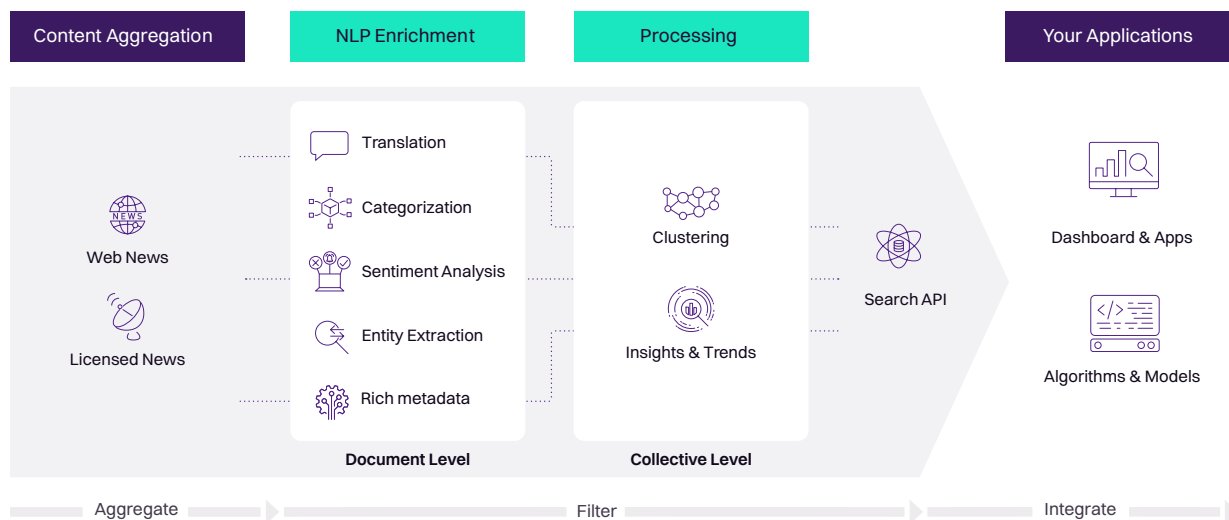 Content Aggregation
NLP Enrichment
Processing
Your Applications
NEWS
Web News
Licensed News
Translation
Categorization
Sentiment Analysis
Entity Extraction
Rich metadata
Document Level
Clustering
Insights & Trends
Collective Level
Search API
Dashboard & Apps
</>
Algorithms & Models
Aggregate
Filter
Integrate